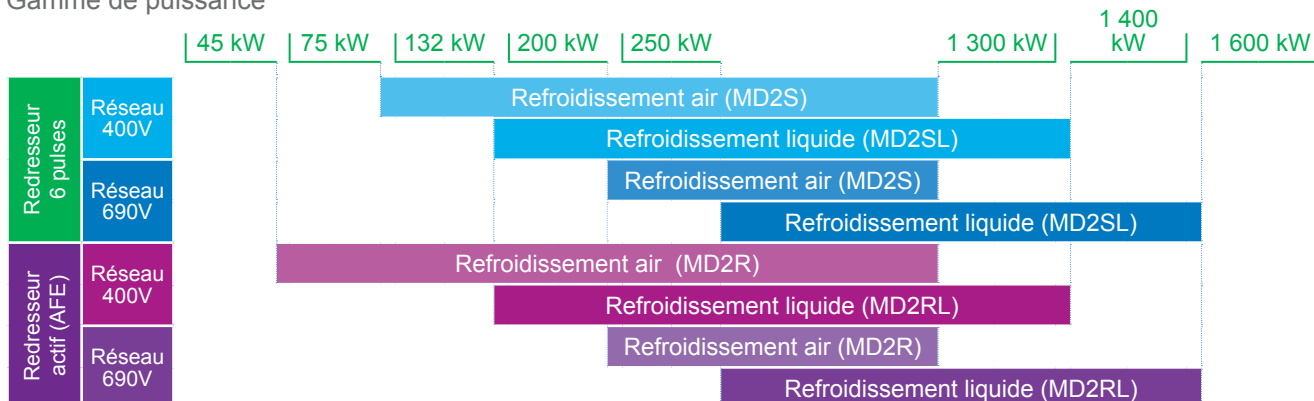 Gamme de puissance
45 kW 75 kW 132 kW 200 kW 250 kW 1 300 kW 1 400 kW 1 600 kW
Redresseur
6 pulses
Réseau
400V
Refroidissement air (MD2S)
Refroidissement liquide (MD2SL)
Réseau
690V
Refroidissement air (MD2S)
Refroidissement liquide (MD2SL)
Redresseur
actif (AFE)
Réseau
400V
Refroidissement air (MD2R)
Refroidissement liquide (MD2RL)
Réseau
690V
Refroidissement air (MD2R)
Refroidissement liquide (MD2RL)